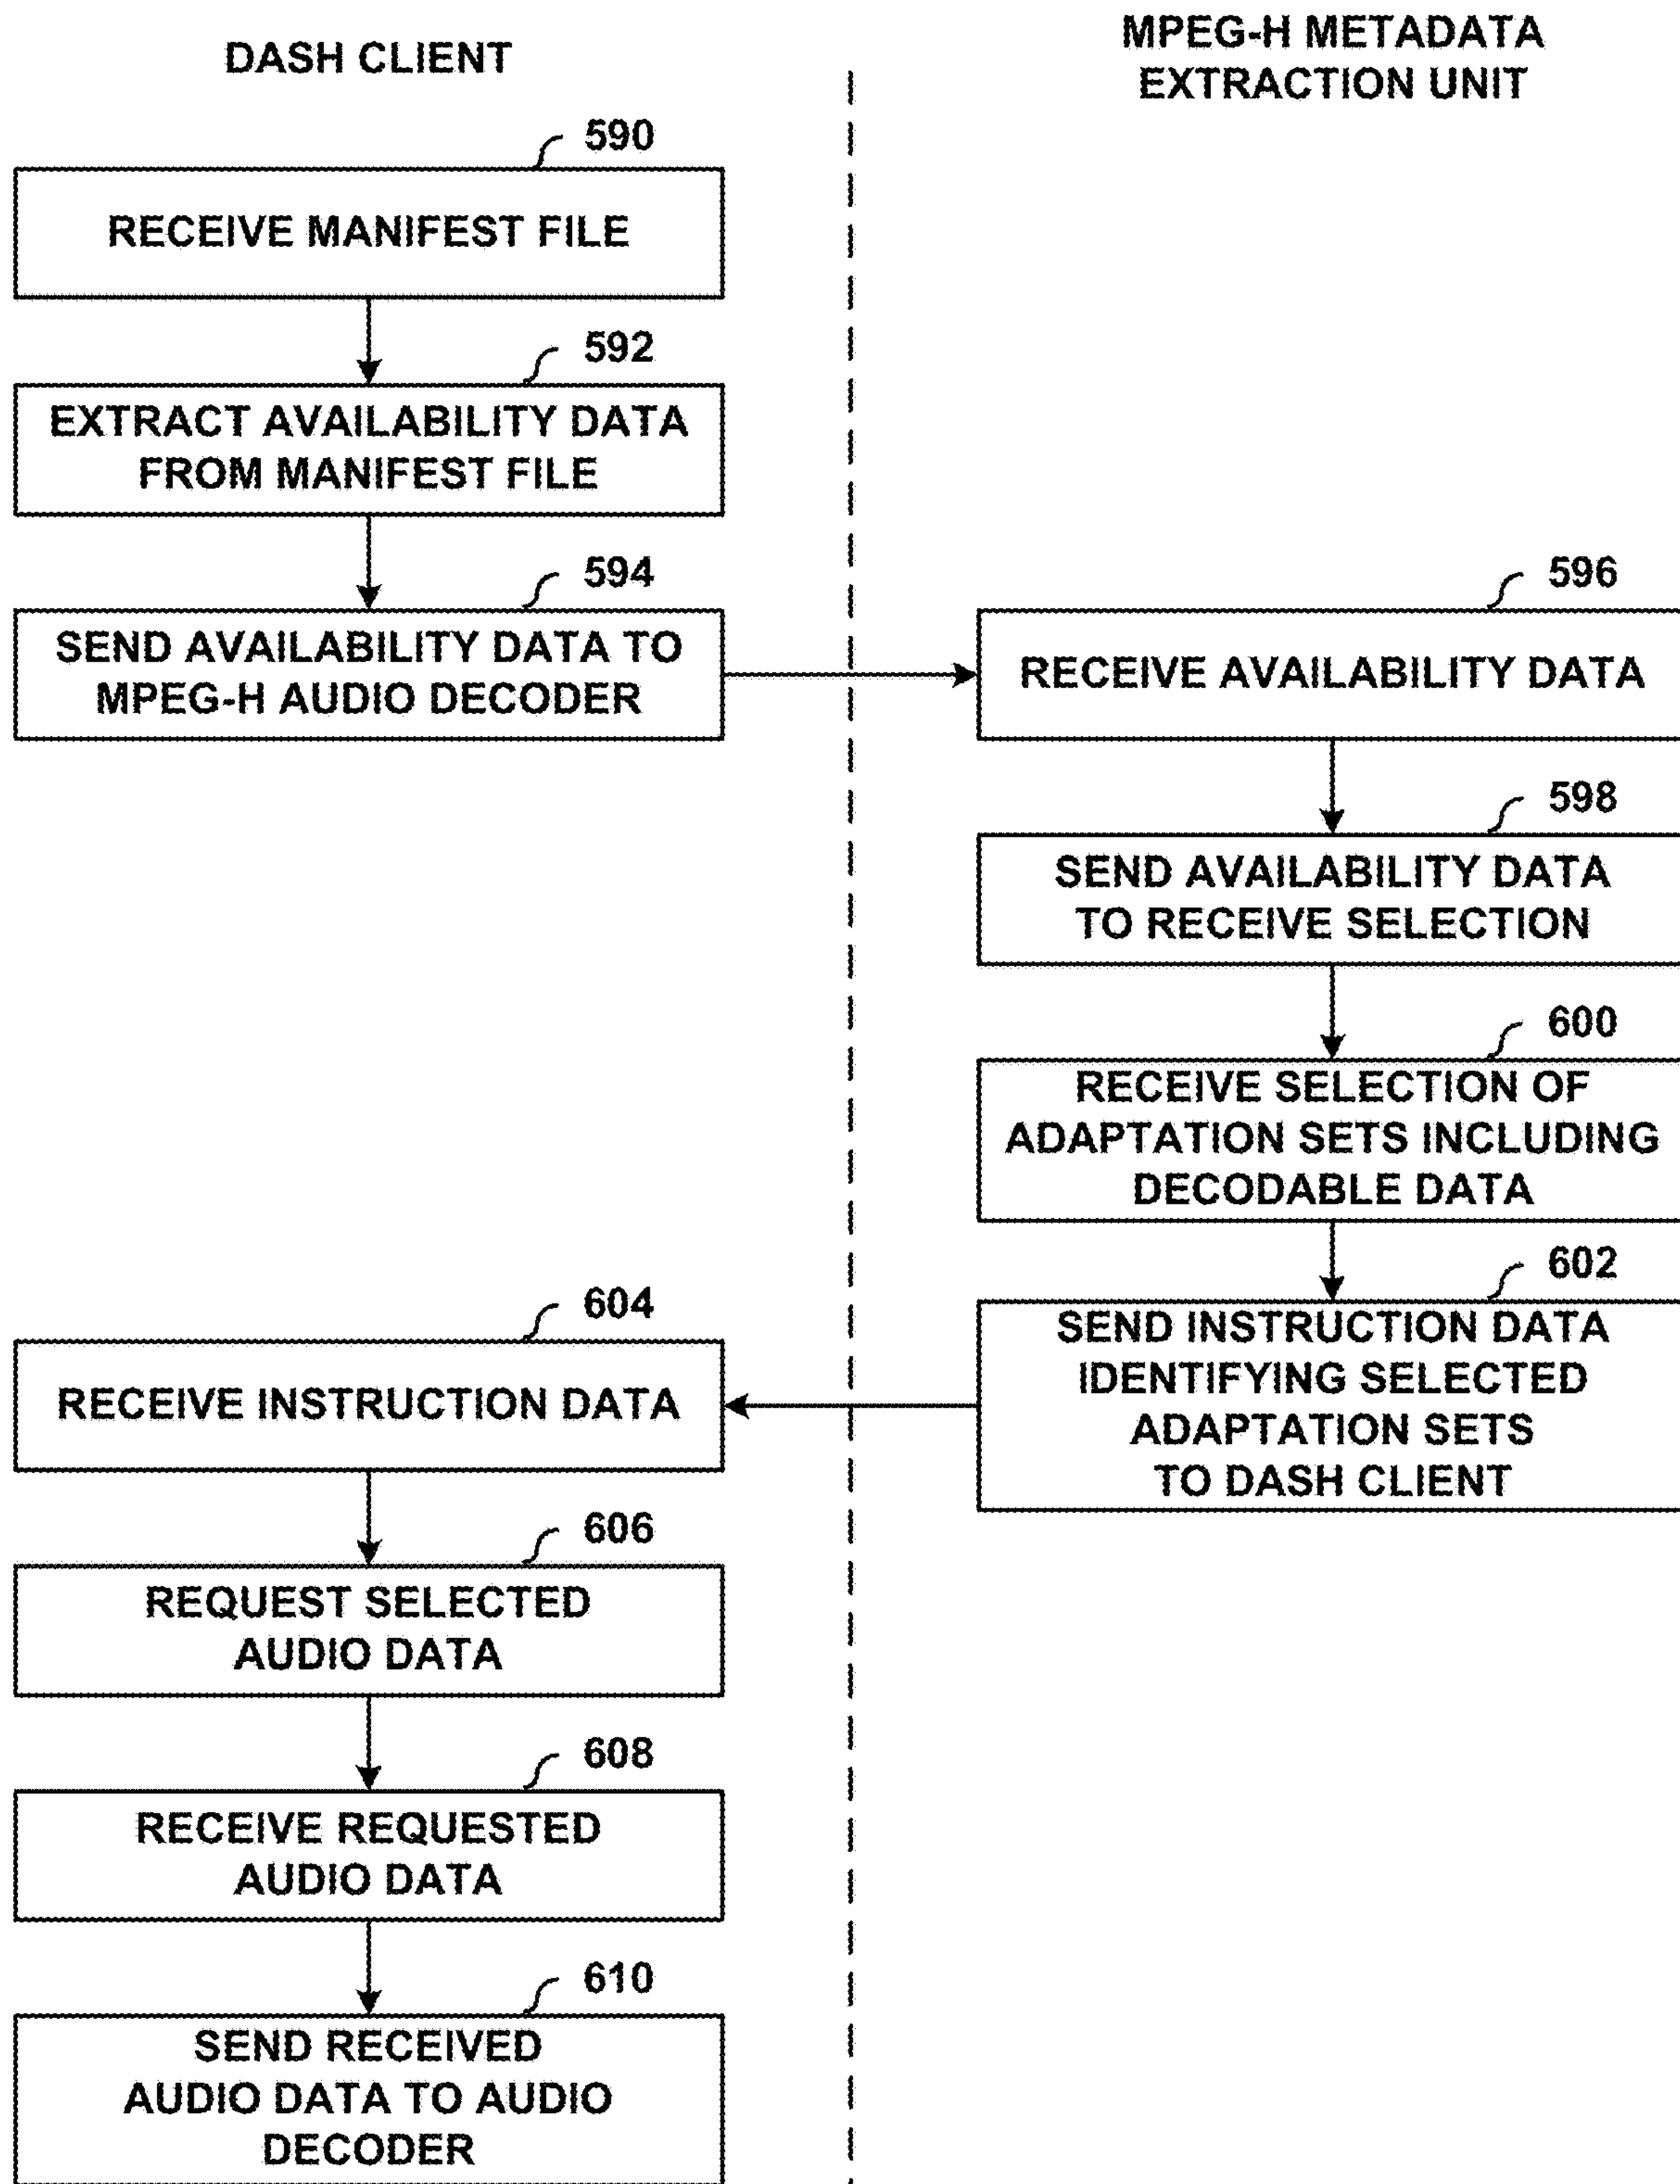 DASH CLIENT
MPEG-H METADATA
EXTRACTION UNIT
590
RECEIVE MANIFEST FILE
592
EXTRACT AVAILABILITY DATA
FROM MANIFEST FILE
594
SEND AVAILABILITY DATA TO
MPEG-H AUDIO DECODER
596
RECEIVE AVAILABILITY DATA
598
SEND AVAILABILITY DATA
TO RECEIVE SELECTION
600
RECEIVE SELECTION OF
ADAPTATION SETS INCLUDING
DECODABLE DATA
602
SEND INSTRUCTION DATA
IDENTIFYING SELECTED
ADAPTATION SETS
TO DASH CLIENT
604
RECEIVE INSTRUCTION DATA
606
REQUEST SELECTED
AUDIO DATA
608
RECEIVE REQUESTED
AUDIO DATA
610
SEND RECEIVED
AUDIO DATA TO AUDIO
DECODER